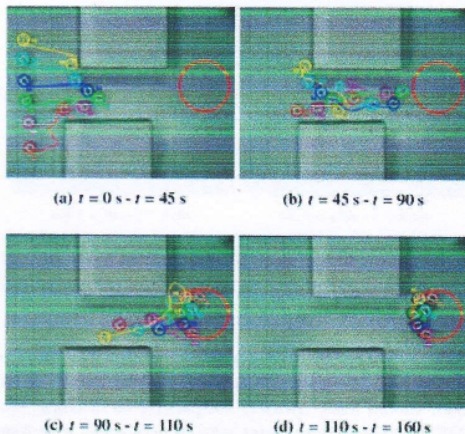 (a) t = 0 s - t = 45 s
(b) t = 45 s - t = 90 s
(c) t = 90 s - t = 110 s
(d) t = 110 s - t = 160 s